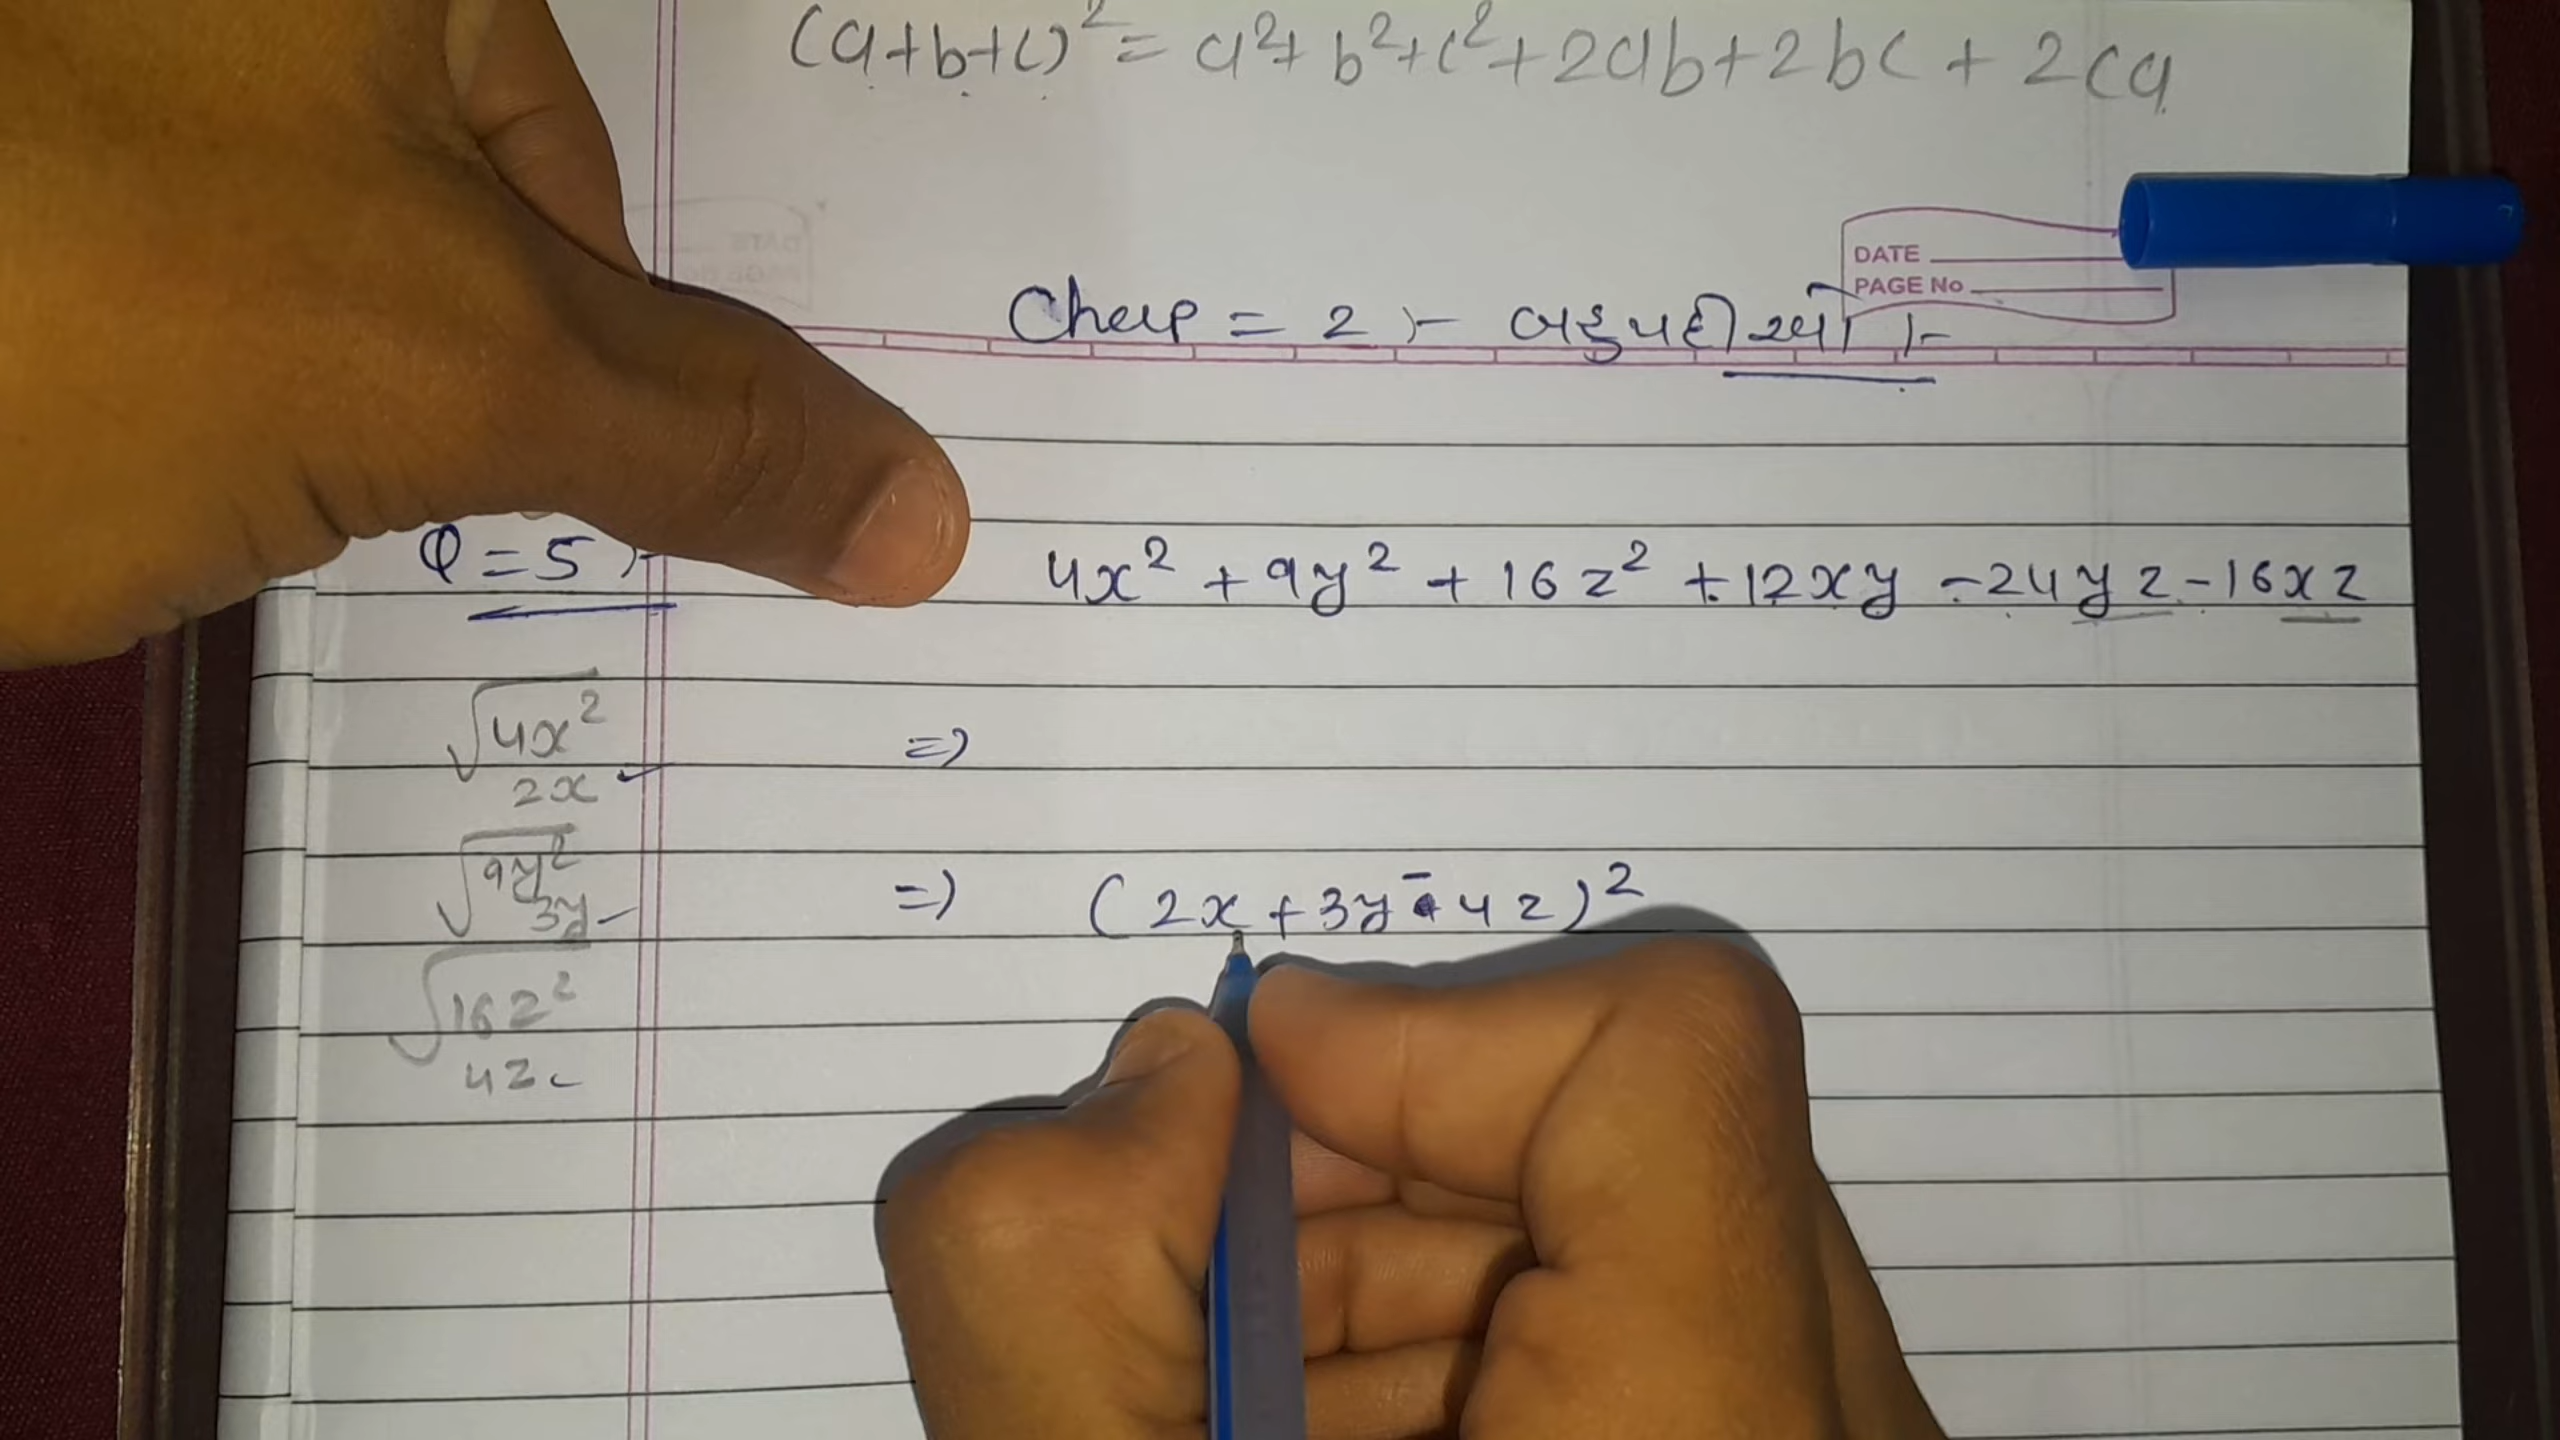 (a+b+c)² = a²+b²+c²+2ab+2bc+2ca
DATE
PAGE No
Chap = 2 :- બહુપદીઓ :-
Q=5 :- 4x² + 9y² + 16z² + 12xy - 24yz - 16xz
√4x²
2x
=)
√9y²
3y
=) (2x+3y-4z)²
√16z²
4z